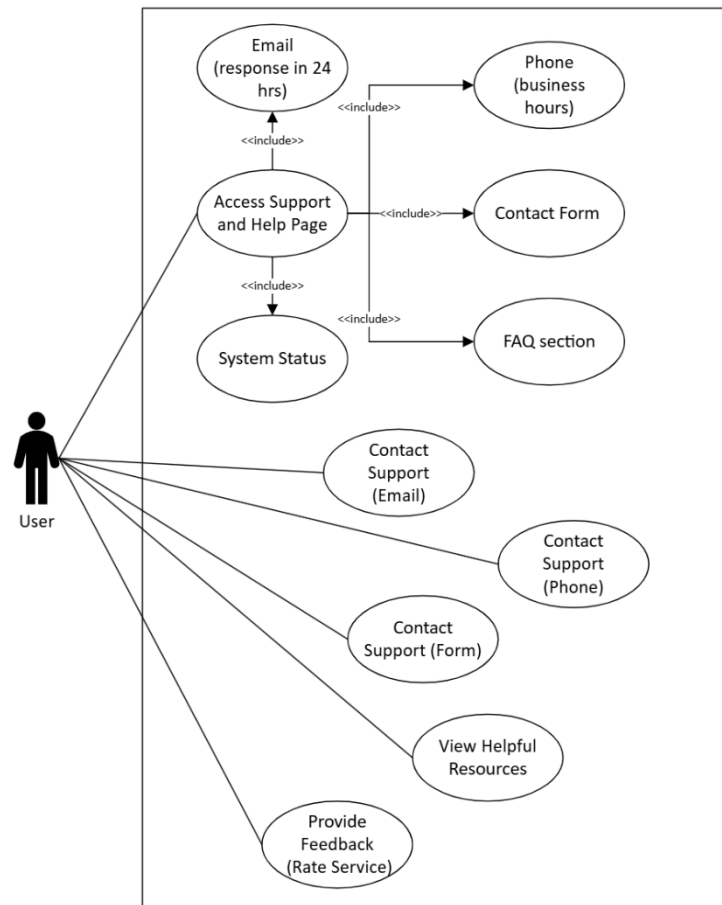 Email
(response in 24
hrs)
Phone
(business
hours)
<<include>>
<<include>>
Access Support
and Help Page
<<include>>
Contact Form
<<include>>
<<include>>
System Status
FAQ section
User
Contact
Support
(Email)
Contact
Support
(Phone)
Contact
Support (Form)
View Helpful
Resources
Provide
Feedback
(Rate Service)